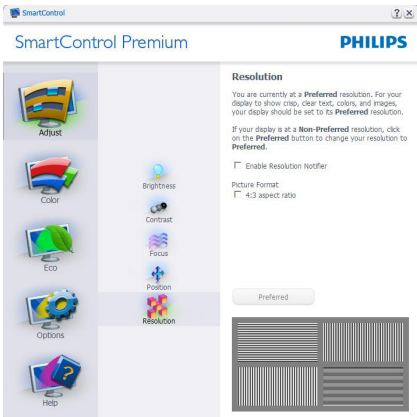 SmartControl
? x
SmartControl Premium
PHILIPS
Adjust
Color
Eco
Options
Help
Brightness
Contrast
Focus
Position
Resolution
Resolution
You are currently at a Preferred resolution. For your
display to show crisp, clear text, colors, and images,
your display should be set to its Preferred resolution.
If your display is at a Non-Preferred resolution, click
on the Preferred button to change your resolution to
Preferred.
Enable Resolution Notifier
Picture Format
4:3 aspect ratio
Preferred